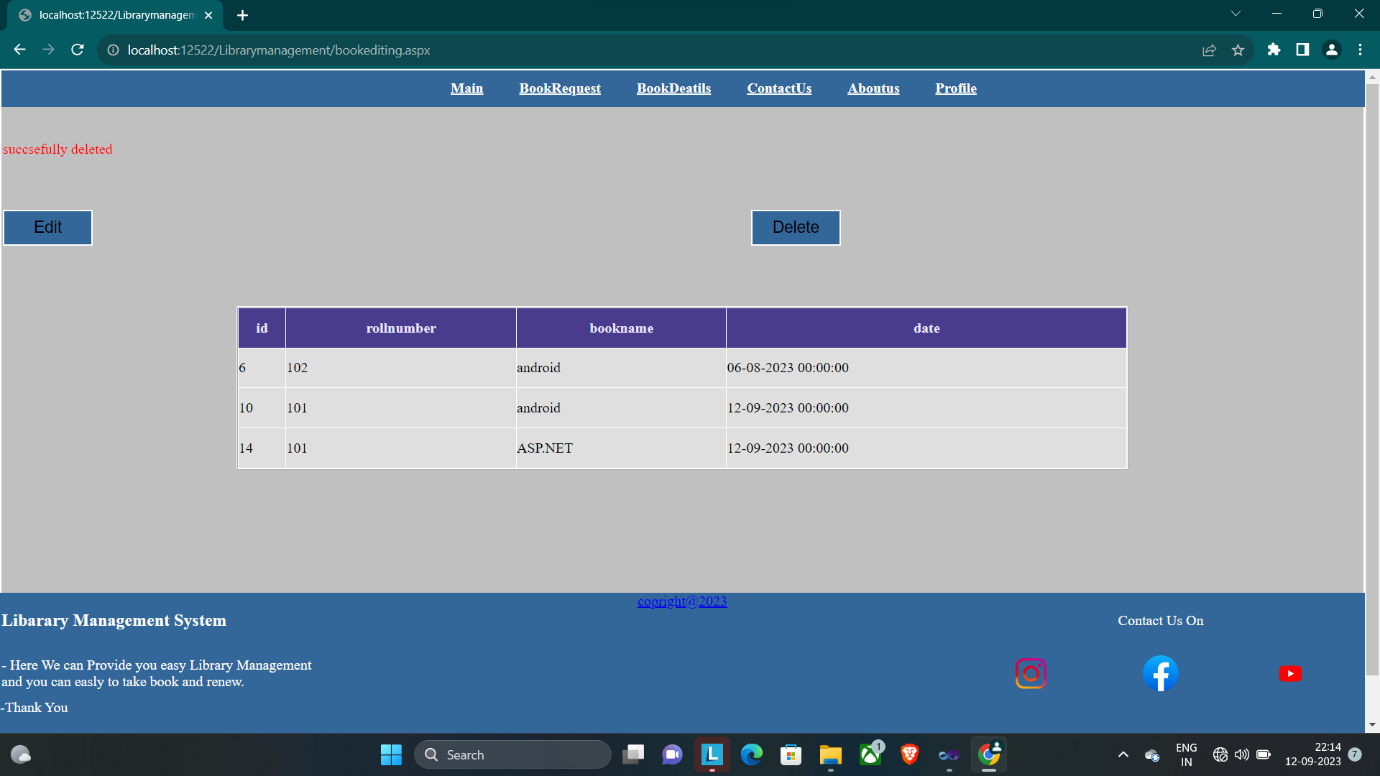 localhost:12522/Librarymanagem
localhost:12522/Librarymanagement/bookediting.aspx
Main BookRequest BookDeatils ContactUs Aboutus Profile
succsefully deleted
Edit Delete
id rollnumber bookname date
6 102 android 06-08-2023 00:00:00
10 101 android 12-09-2023 00:00:00
14 101 ASP.NET 12-09-2023 00:00:00
copright@2023
Libarary Management System
Contact Us On
- Here We can Provide you easy Library Management
and you can easly to take book and renew.
-Thank You
Search
L
1
ENG
IN
22:14
12-09-2023
7